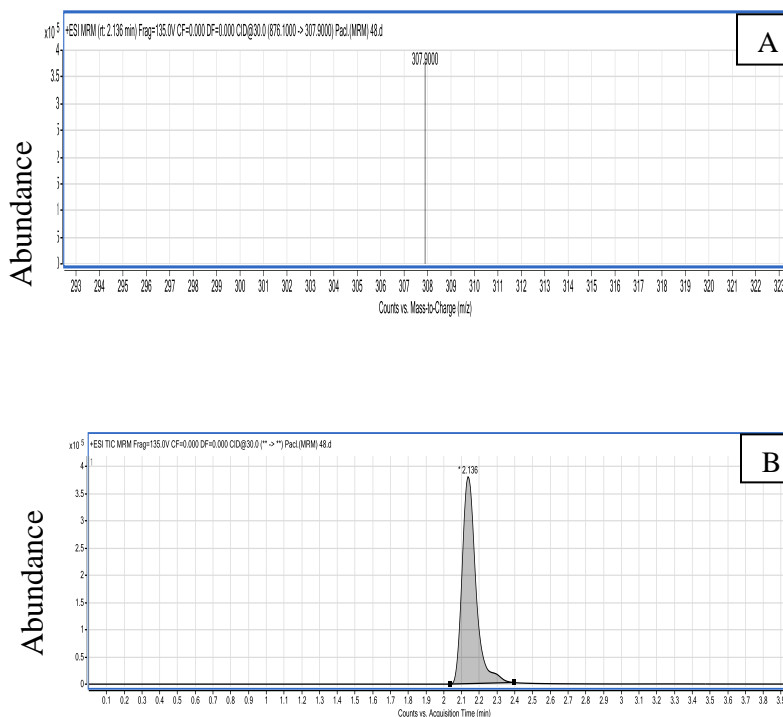 x10 5 +ESI MRM (rt: 2.136 min) Frag=135.0V CF=0.000 DF=0.000 CID@30.0 (876.1000 -> 307.9000) Pacl.(MRM) 48.d
A
4
307.9000
3.5
3
Abundance
1
293 294 295 296 297 298 299 300 301 302 303 304 305 306 307 308 309 310 311 312 313 314 315 316 317 318 319 320 321 322 323
Counts vs. Mass-to-Charge (m/z)
x10 5 +ESI TIC MRM Frag=135.0V CF=0.000 DF=0.000 CID@30.0 (** -> **) Pacl.(MRM) 48.d
B
1
* 2.136
4
3.5
3
2.5
2
1.5
1
0.5
0
Abundance
0.1 0.2 0.3 0.4 0.5 0.6 0.7 0.8 0.9 1 1.1 1.2 1.3 1.4 1.5 1.6 1.7 1.8 1.9 2 2.1 2.2 2.3 2.4 2.5 2.6 2.7 2.8 2.9 3 3.1 3.2 3.3 3.4 3.5 3.6 3.7 3.8
Counts vs. Acquisition Time (min)